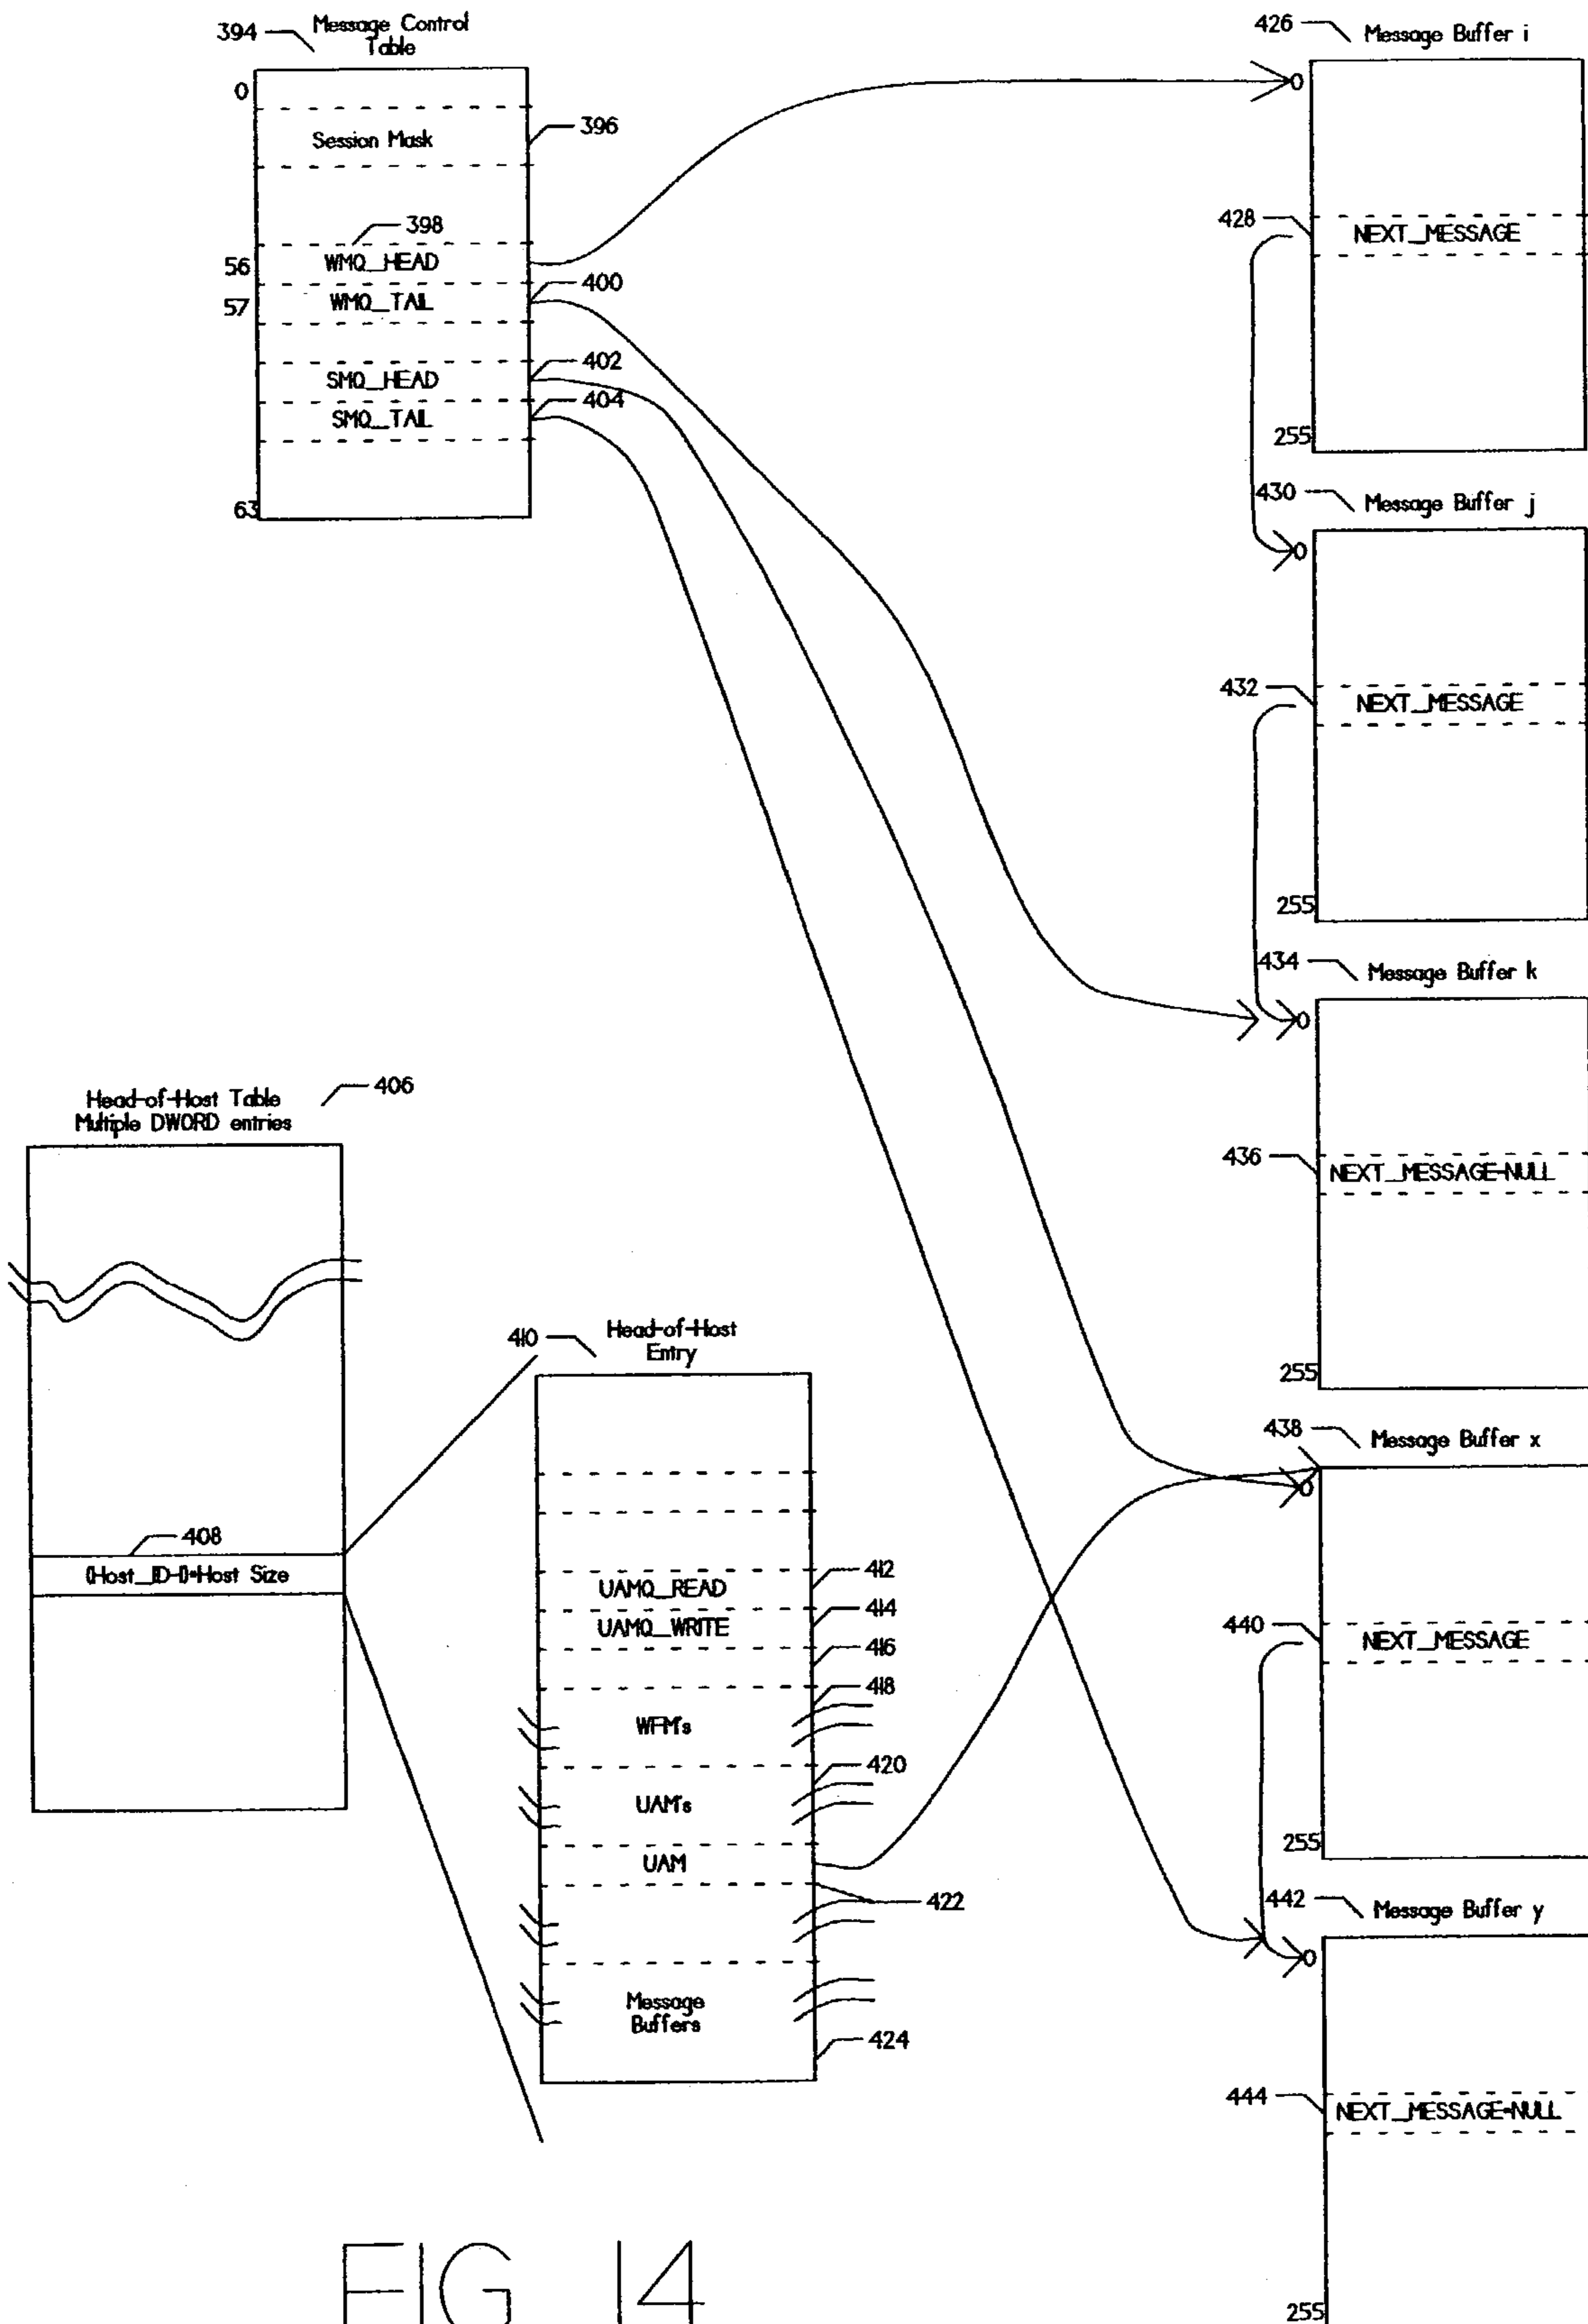 394
Message Control
Table
0
Session Mask
396
398
56
WMQ_HEAD
400
57
WMQ_TAIL
402
SMQ_HEAD
404
SMQ_TAIL
63
426
Message Buffer i
0
428
NEXT_MESSAGE
255
430
Message Buffer j
0
432
NEXT_MESSAGE
255
434
Message Buffer k
0
436
NEXT_MESSAGE=NULL
255
438
Message Buffer x
0
440
NEXT_MESSAGE
255
442
Message Buffer y
0
444
NEXT_MESSAGE=NULL
255
Head-of-Host Table
Multiple DWORD entries
406
408
(Host_ID-1)*Host Size
410
Head-of-Host
Entry
412
UAMQ_READ
414
UAMQ_WRITE
416
418
WFM's
420
UAM's
UAM
422
Message
Buffers
424
FIG 14